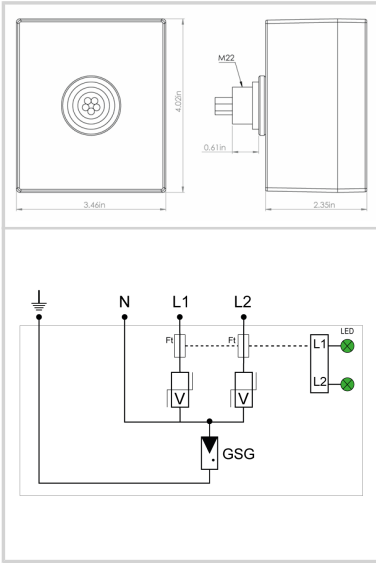 M22
4.02in
0.61in
3.46in
2.35in
N L1 L2
LED
Ft Ft L1
V V L2
GSG